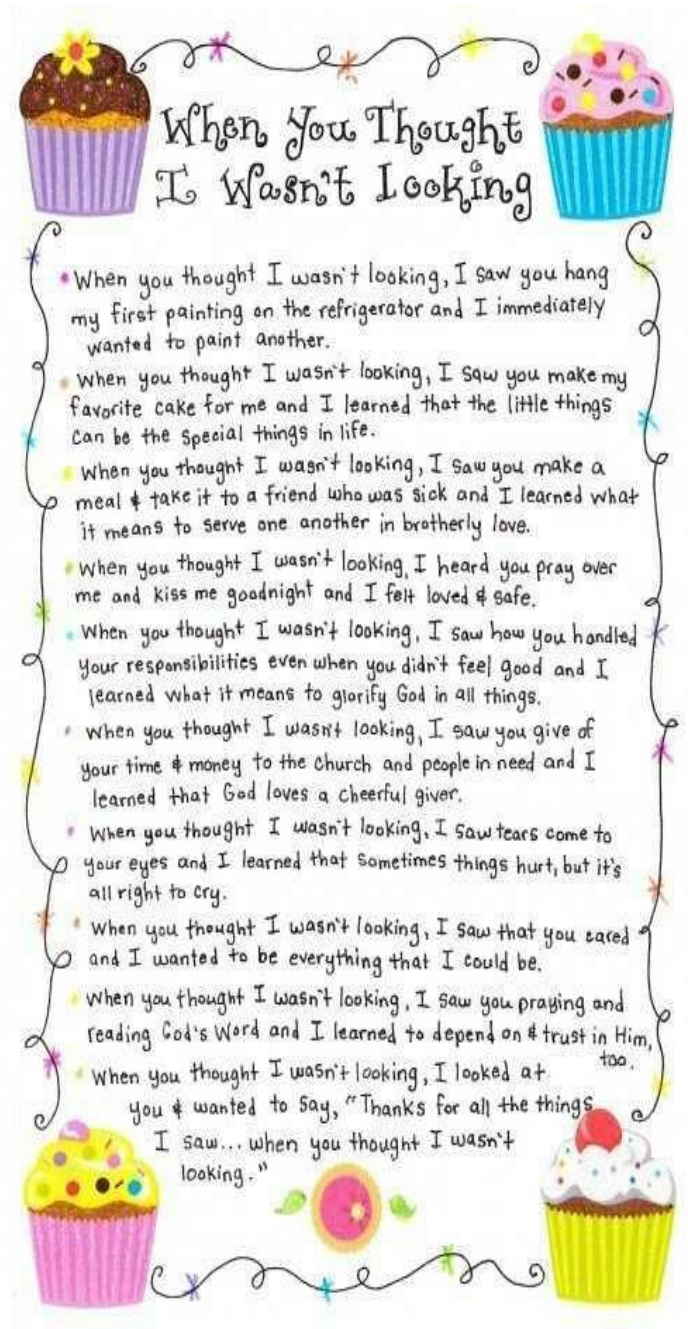 When You Thought
I Wasn't Looking
When you thought I wasn't looking, I saw you hang
my first painting on the refrigerator and I immediately
wanted to paint another.
When you thought I wasn't looking, I saw you make my
favorite cake for me and I learned that the little things
can be the special things in life.
When you thought I wasn't looking, I saw you make a
meal & take it to a friend who was sick and I learned what
it means to serve one another in brotherly love.
When you thought I wasn't looking, I heard you pray over
me and kiss me goodnight and I felt loved & safe.
When you thought I wasn't looking, I saw how you handled
your responsibilities even when you didn't feel good and I
learned what it means to glorify God in all things.
When you thought I wasn't looking, I saw you give of
your time & money to the church and people in need and I
learned that God loves a cheerful giver.
When you thought I wasn't looking, I saw tears come to
your eyes and I learned that sometimes things hurt, but it's
all right to cry.
When you thought I wasn't looking, I saw that you cared
and I wanted to be everything that I could be.
When you thought I wasn't looking, I saw you praying and
reading God's Word and I learned to depend on & trust in Him,
too.
When you thought I wasn't looking, I looked at
you & wanted to say, "Thanks for all the things
I saw... when you thought I wasn't
looking."